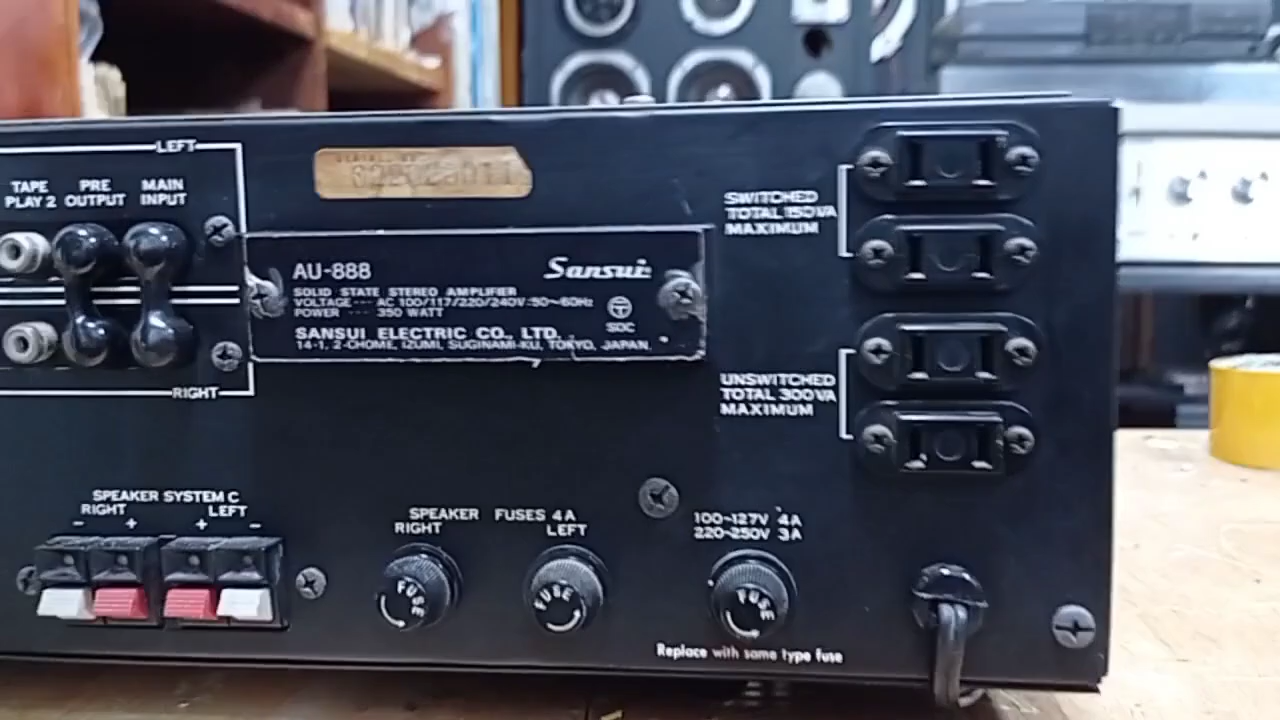 LEFT
TAPE PLAY 2
PRE OUTPUT
MAIN INPUT
RIGHT
AU-888
Sansui
SOLID STATE STEREO AMPLIFIER
VOLTAGE --- AC 100/117/220/240V 50~60Hz
POWER --- 350 WATT
SDC
SANSUI ELECTRIC CO., LTD.
14-1, 2-CHOME, IZUMI, SUGINAMI-KU, TOKYO, JAPAN.
SWITCHED
TOTAL 150VA
MAXIMUM
UNSWITCHED
TOTAL 300VA
MAXIMUM
SPEAKER SYSTEM C
RIGHT LEFT
- + + -
SPEAKER FUSES 4A
RIGHT LEFT
100~127V 4A
220~250V 3A
FUSE
FUSE
FUSE
Replace with same type fuse